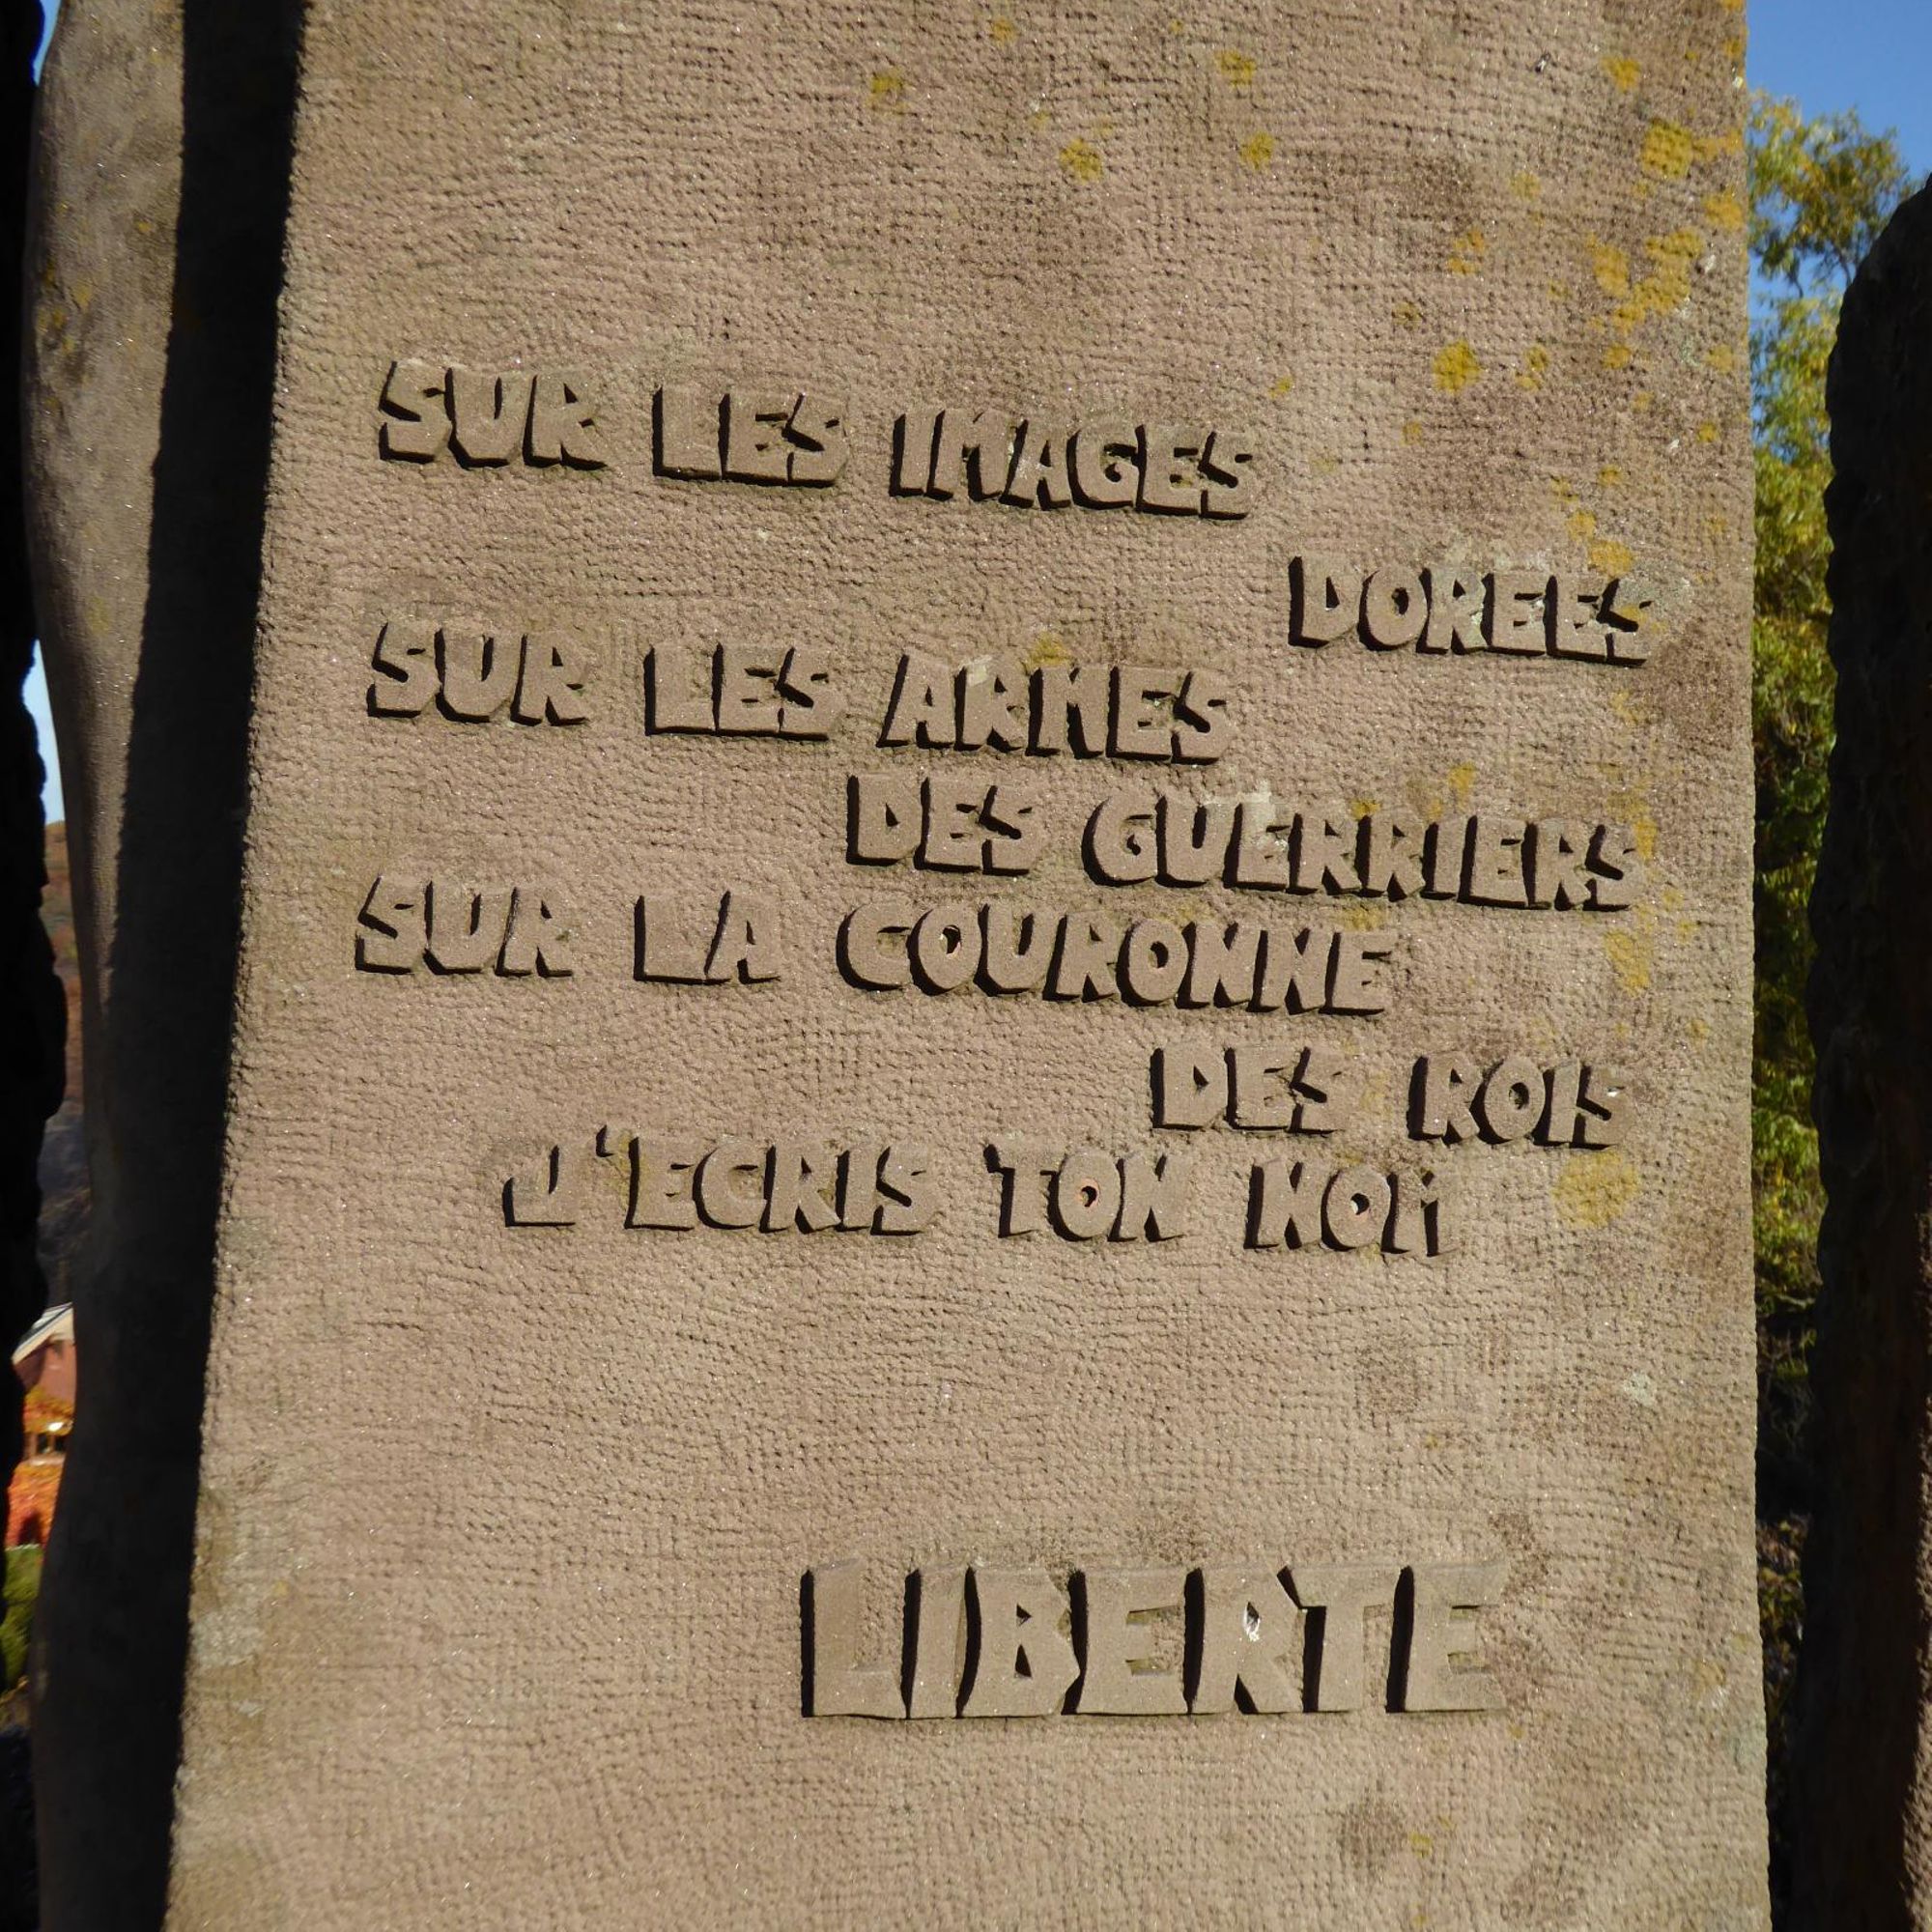 SUR LES IMAGES
DOREES
SUR LES ARMES
DES GUERRIERS
SUR LA COURONNE
DES ROIS
J'ECRIS TON NOM
LIBERTE